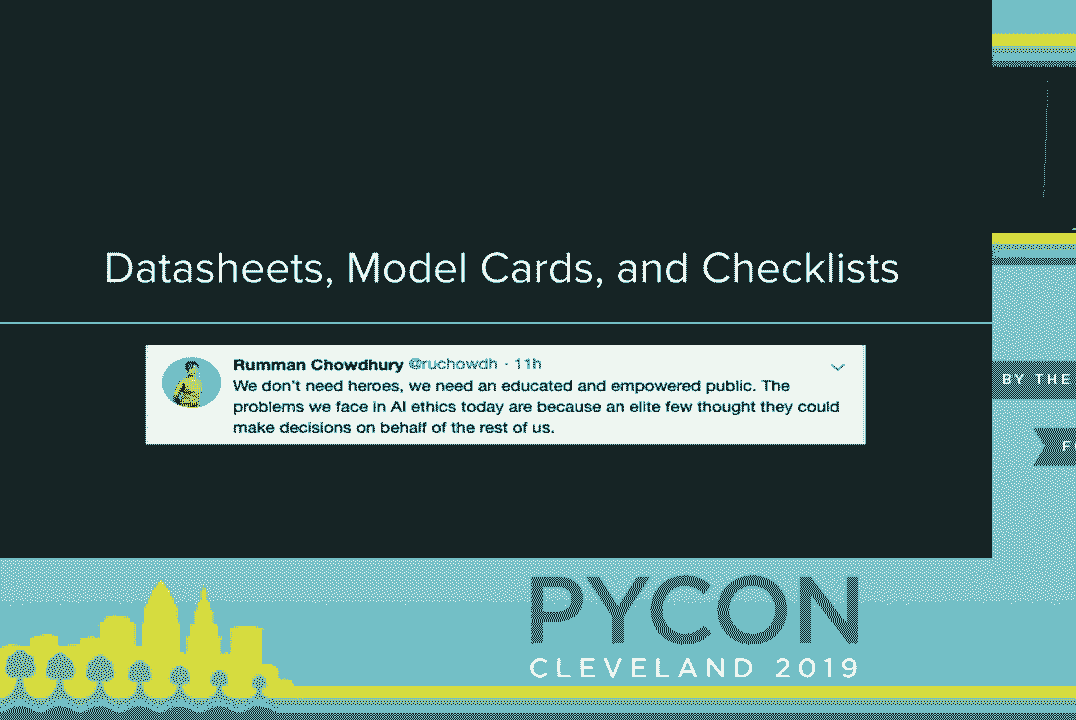 Datasheets, Model Cards, and Checklists
Rumman Chowdhury @ruchowdh · 11h
We don't need heroes, we need an educated and empowered public. The
problems we face in AI ethics today are because an elite few thought they could
make decisions on behalf of the rest of us.
BY THE
PYCON
CLEVELAND 2019